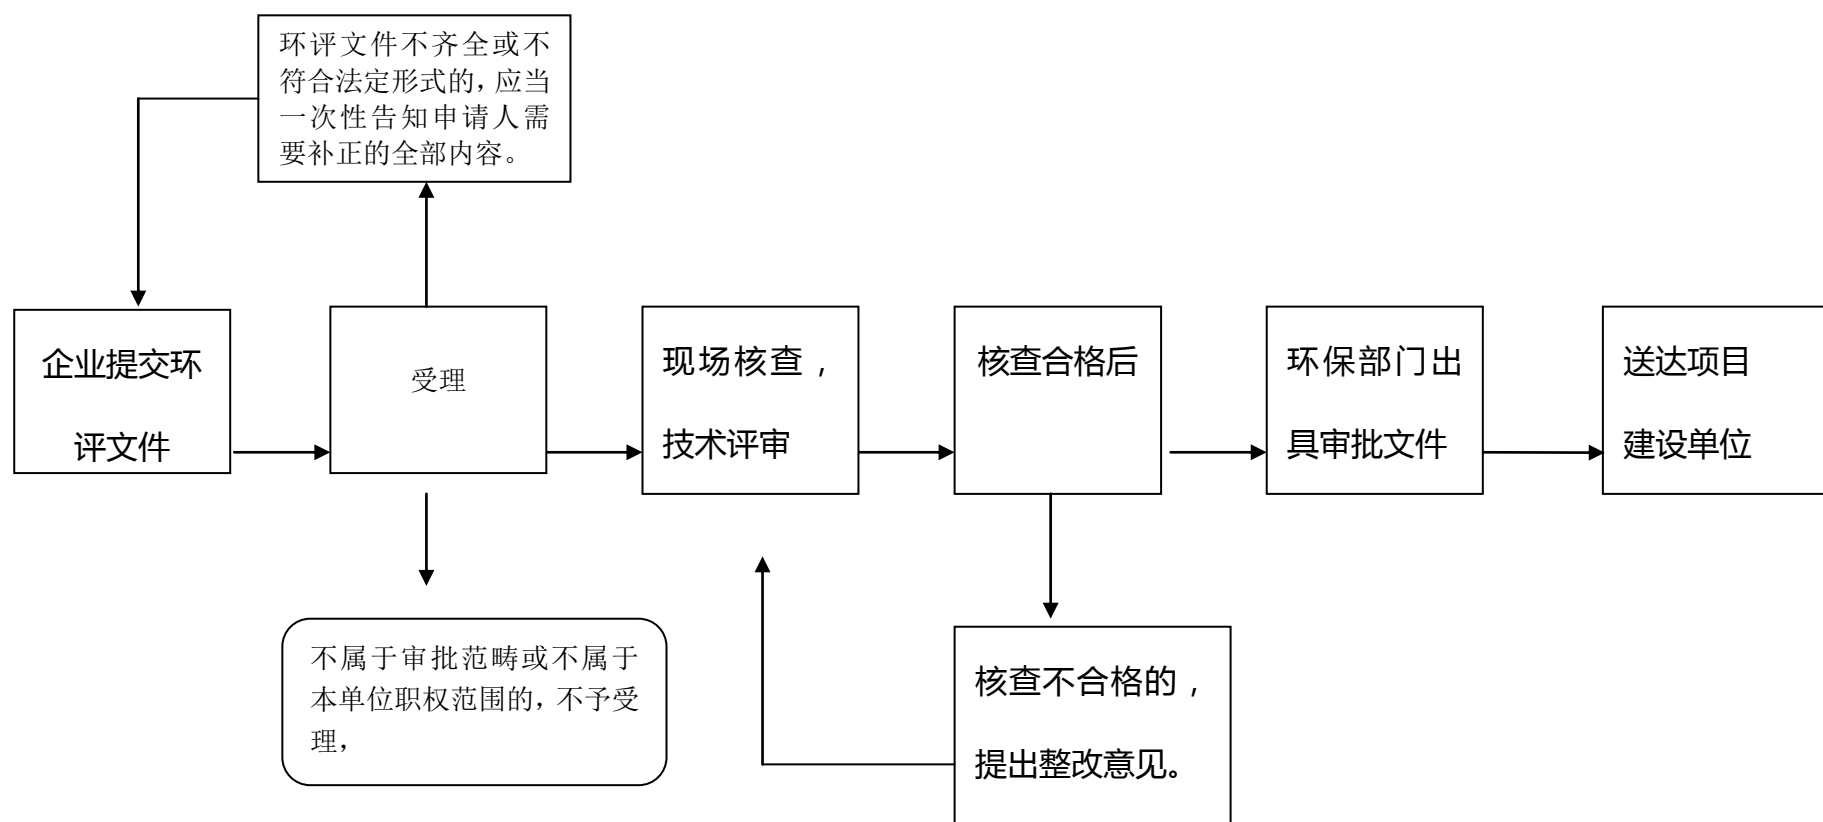 环评文件不齐全或不
符合法定形式的，应当
一次性告知申请人需
要补正的全部内容。
企业提交环
评文件
受理
现场核查，
技术评审
核查合格后
环保部门出
具审批文件
送达项目
建设单位
不属于审批范畴或不属于
本单位职权范围的，不予受
理，
核查不合格的，
提出整改意见。